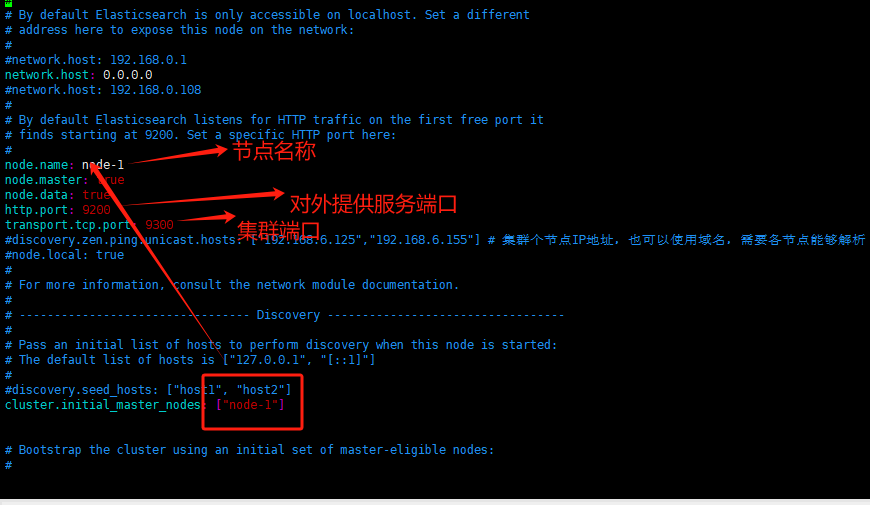 # By default Elasticsearch is only accessible on localhost. Set a different
# address here to expose this node on the network:
#
#network.host: 192.168.0.1
network.host: 0.0.0.0
#network.host: 192.168.0.108
#
# By default Elasticsearch listens for HTTP traffic on the first free port it
# finds starting at 9200. Set a specific HTTP port here:
#
node.name: node-1
节点名称
node.master: true
node.data: true
http.port: 9200
对外提供服务端口
transport.tcp.port: 9300
集群端口
#discovery.zen.ping.unicast.hosts: ["192.168.6.125","192.168.6.155"] # 集群个节点IP地址, 也可以使用域名, 需要各节点能够解析
#node.local: true
#
# For more information, consult the network module documentation.
#
# --------------------------------- Discovery ----------------------------------
#
# Pass an initial list of hosts to perform discovery when this node is started:
# The default list of hosts is ["127.0.0.1", "[::1]"]
#
#discovery.seed_hosts: ["host1", "host2"]
cluster.initial_master_nodes: ["node-1"]
# Bootstrap the cluster using an initial set of master-eligible nodes:
#